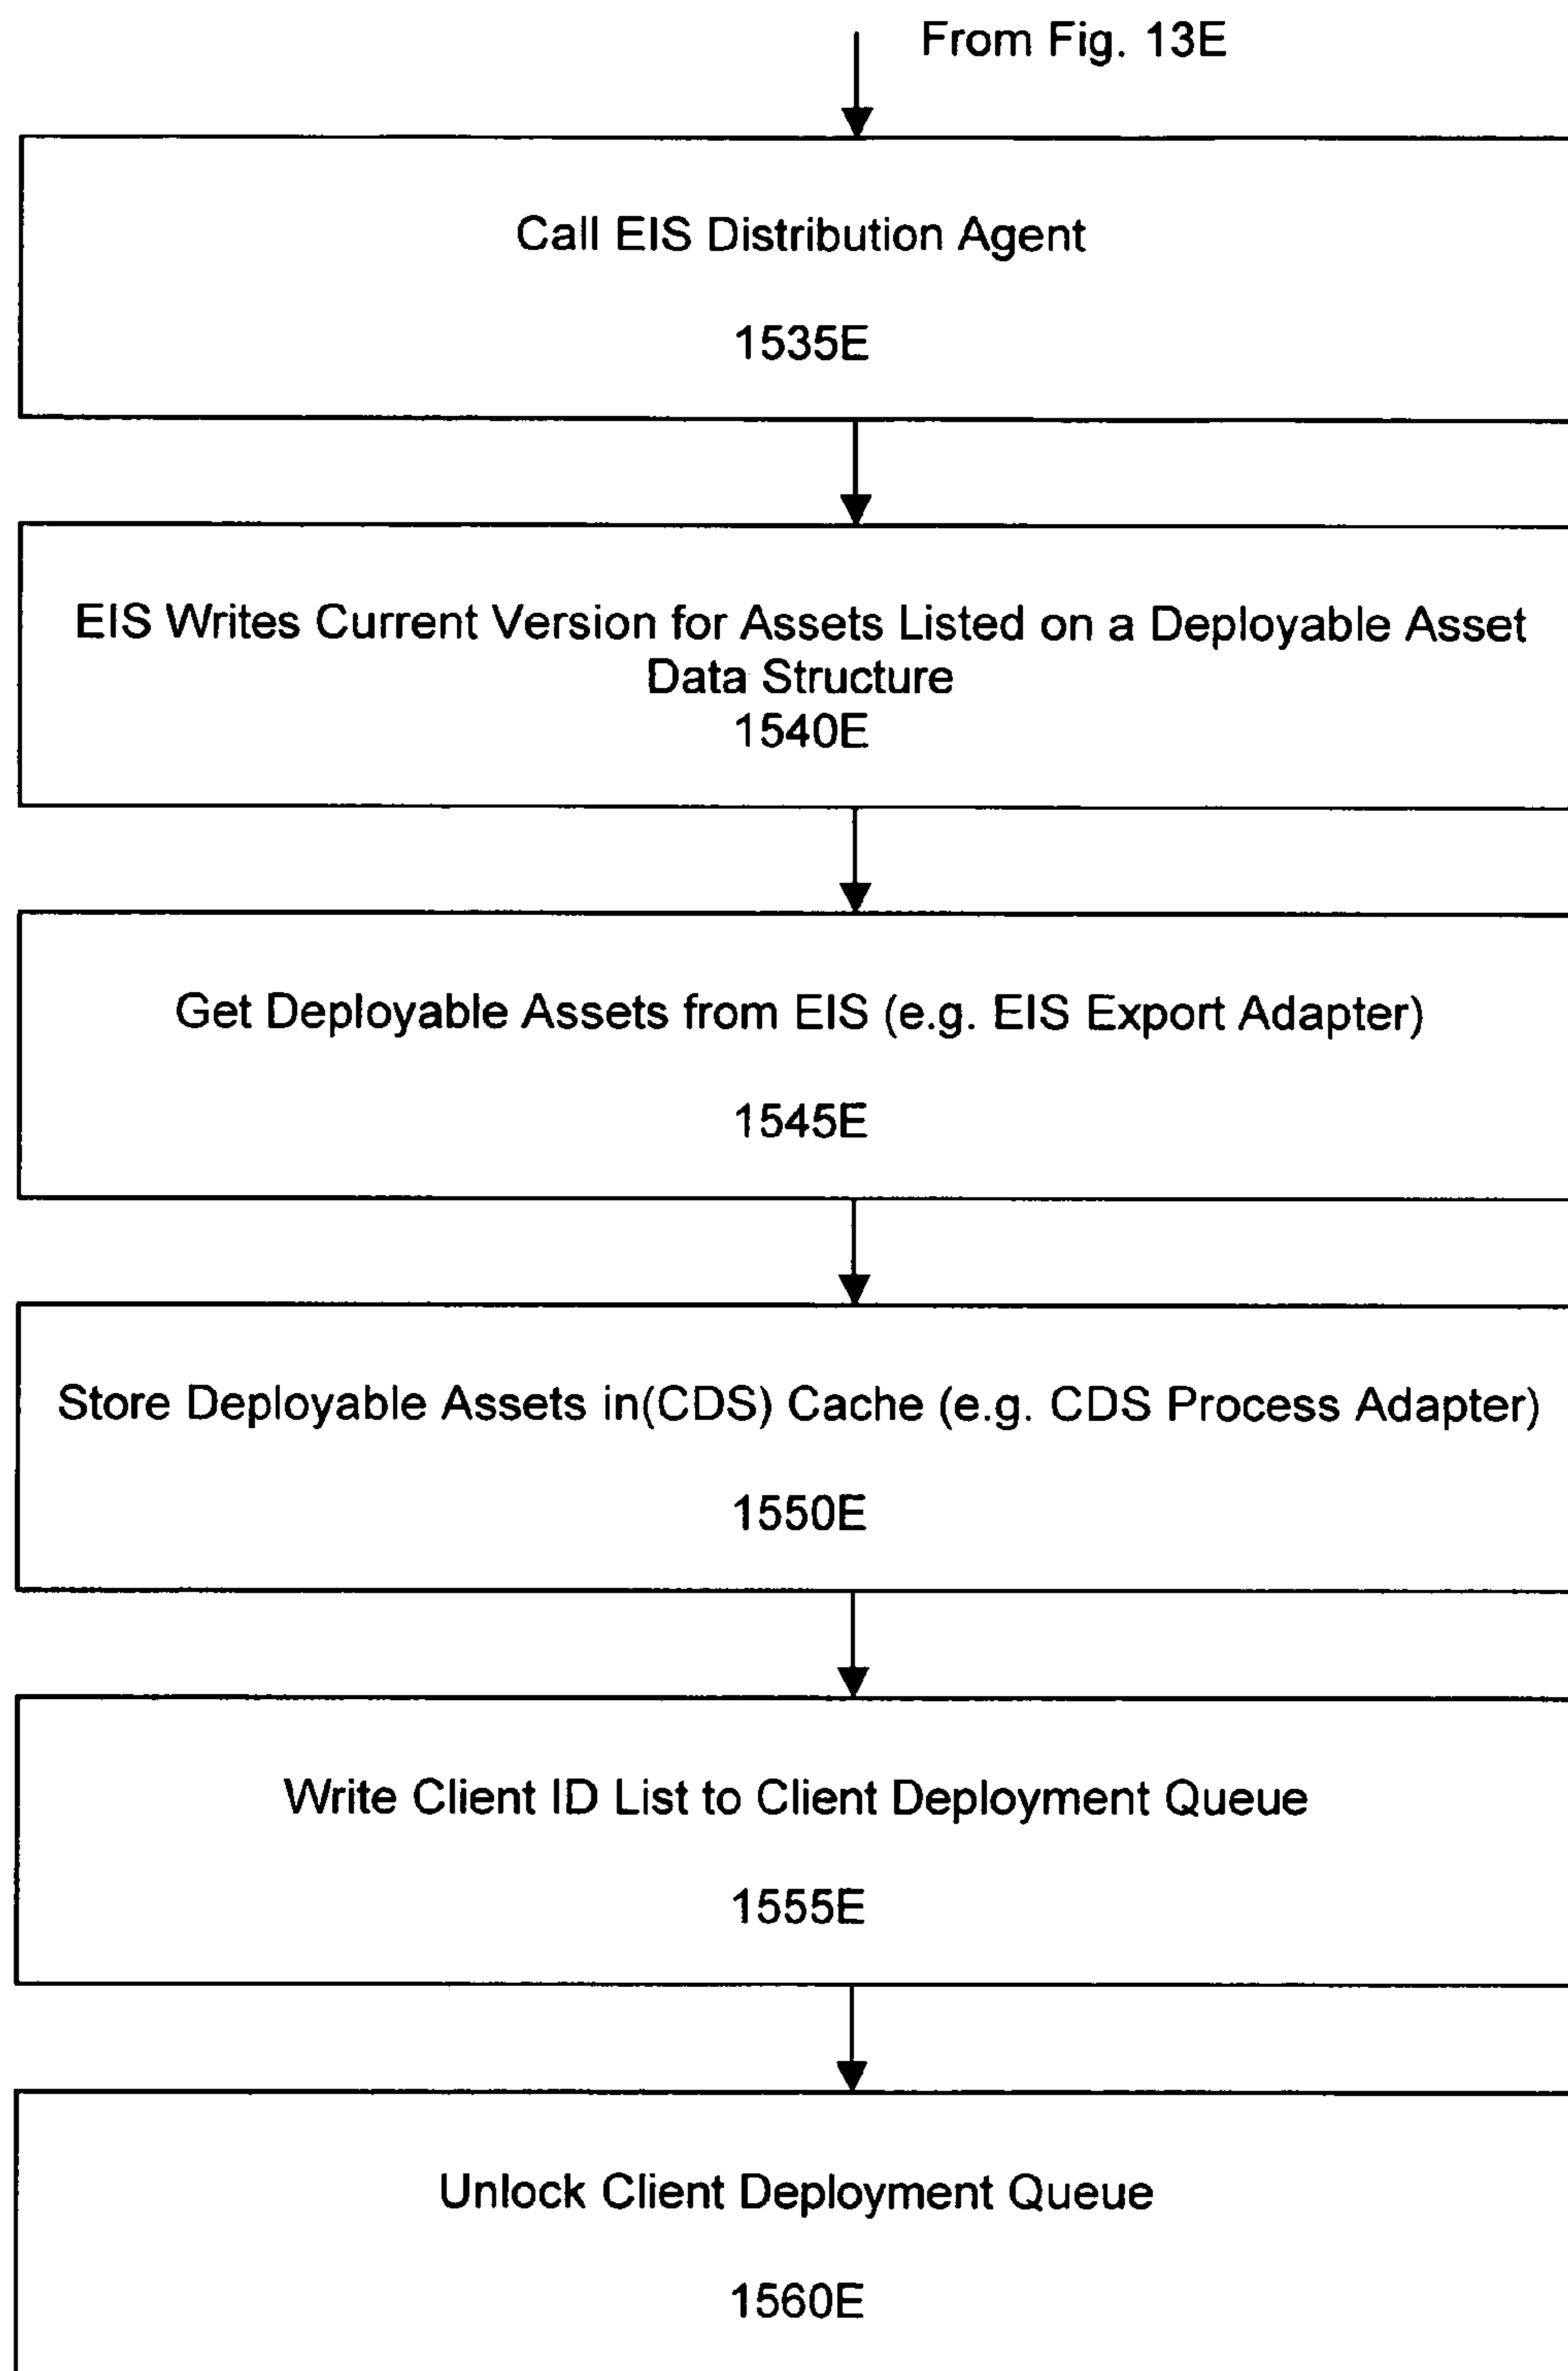 From Fig. 13E
Call EIS Distribution Agent
1535E
EIS Writes Current Version for Assets Listed on a Deployable Asset
Data Structure
1540E
Get Deployable Assets from EIS (e.g. EIS Export Adapter)
1545E
Store Deployable Assets in(CDS) Cache (e.g. CDS Process Adapter)
1550E
Write Client ID List to Client Deployment Queue
1555E
Unlock Client Deployment Queue
1560E